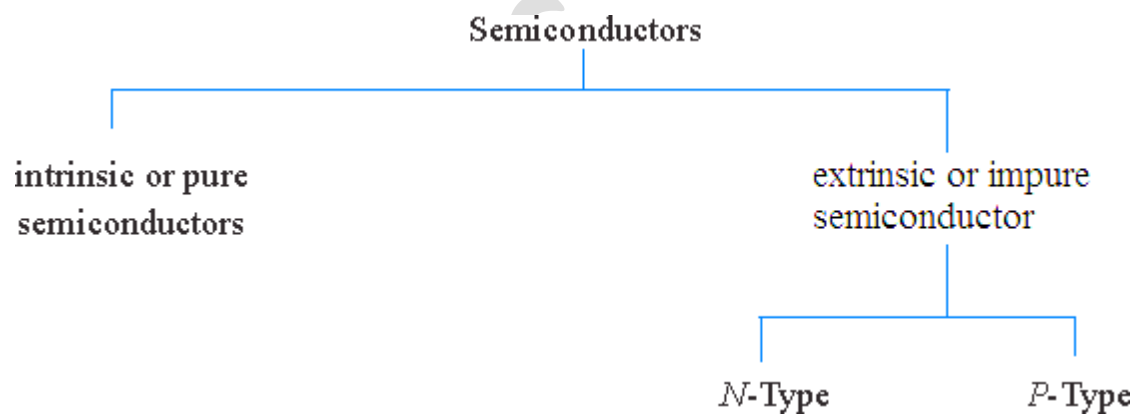 Semiconductors
intrinsic or pure
semiconductors
extrinsic or impure
semiconductor
N-Type
P-Type